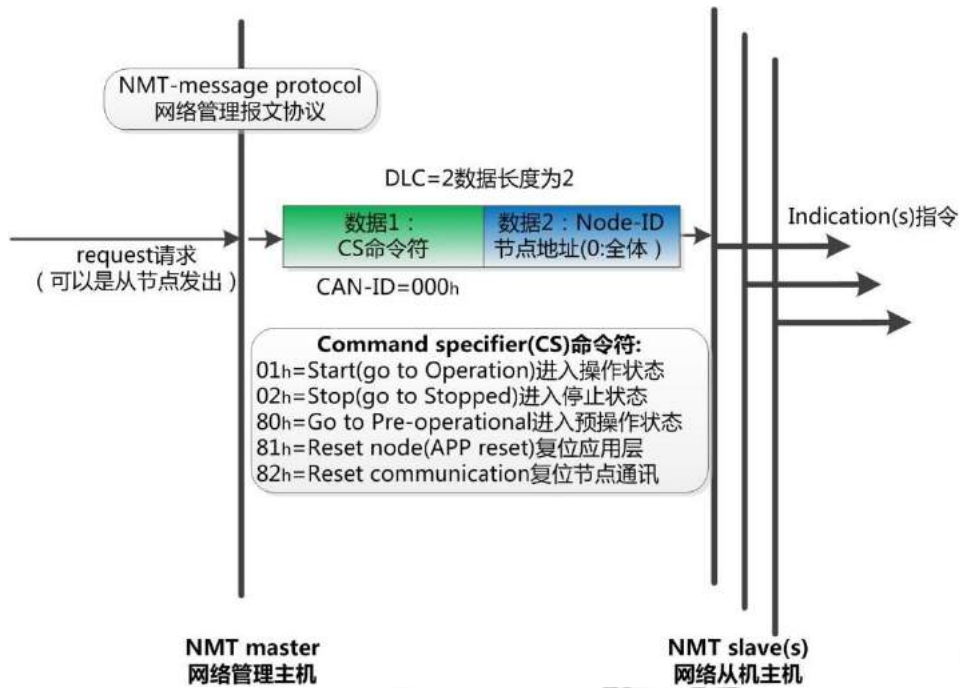 NMT-message protocol
网络管理报文协议
DLC=2数据长度为2
数据1：
CS命令符
数据2：Node-ID
节点地址(0:全体）
Indication(s)指令
request请求
（可以是从节点发出）
CAN-ID=000h
Command specifier(CS)命令符:
01h=Start(go to Operation)进入操作状态
02h=Stop(go to Stopped)进入停止状态
80h=Go to Pre-operational进入预操作状态
81h=Reset node(APP reset)复位应用层
82h=Reset communication复位节点通讯
NMT master
网络管理主机
NMT slave(s)
网络从机主机